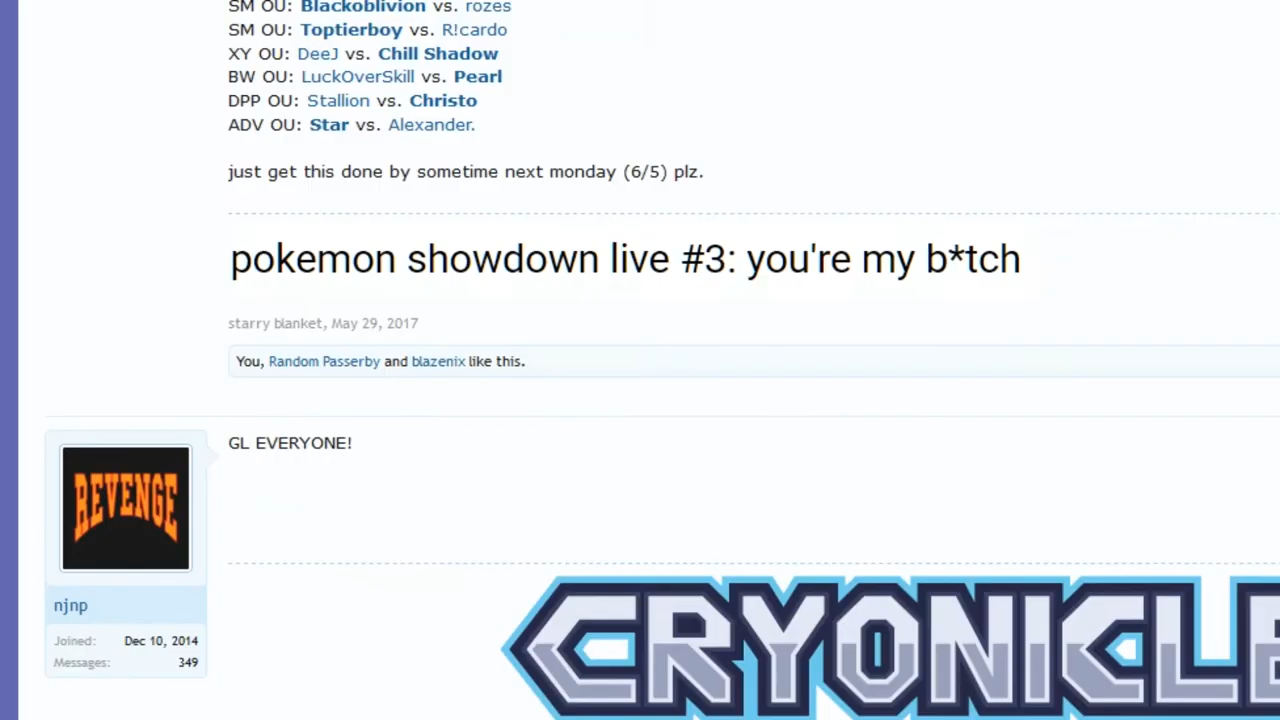 SM OU: Blackoblivion vs. rozes
SM OU: Toptierboy vs. R!cardo
XY OU: DeeJ vs. Chill Shadow
BW OU: LuckOverSkill vs. Pearl
DPP OU: Stallion vs. Christo
ADV OU: Star vs. Alexander.
just get this done by sometime next monday (6/5) plz.
pokemon showdown live #3: you're my b*tch
starry blanket, May 29, 2017
You, Random Passerby and blazenix like this.
GL EVERYONE!
REVENGE
njnp
Joined: Dec 10, 2014
Messages: 349
CRYONICLE